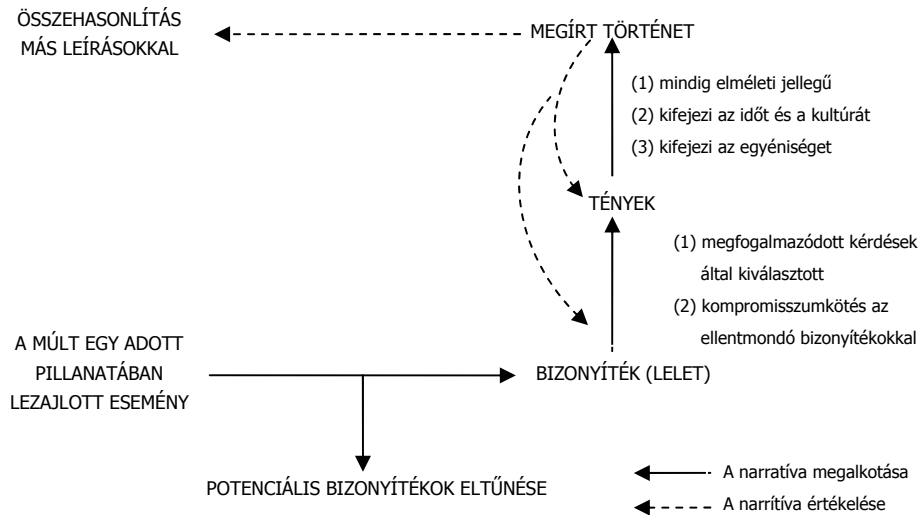 ÖSSZEHASONLÍTÁS
MÁS LEÍRÁSOKKAL
MEGÍRT TÖRTÉNET
(1) mindig elméleti jellegű
(2) kifejezi az időt és a kultúrát
(3) kifejezi az egyéniséget
TÉNYEK
(1) megfogalmazódott kérdések
által kiválasztott
(2) kompromisszumkötés az
ellentmondó bizonyítékokkal
A MÚLT EGY ADOTT
PILLANATÁBAN
LEZAJLOTT ESEMÉNY
BIZONYÍTÉK (LELET)
POTENCIÁLIS BIZONYÍTÉKOK ELTŰNÉSE
A narratíva megalkotása
A narrítíva értékelése